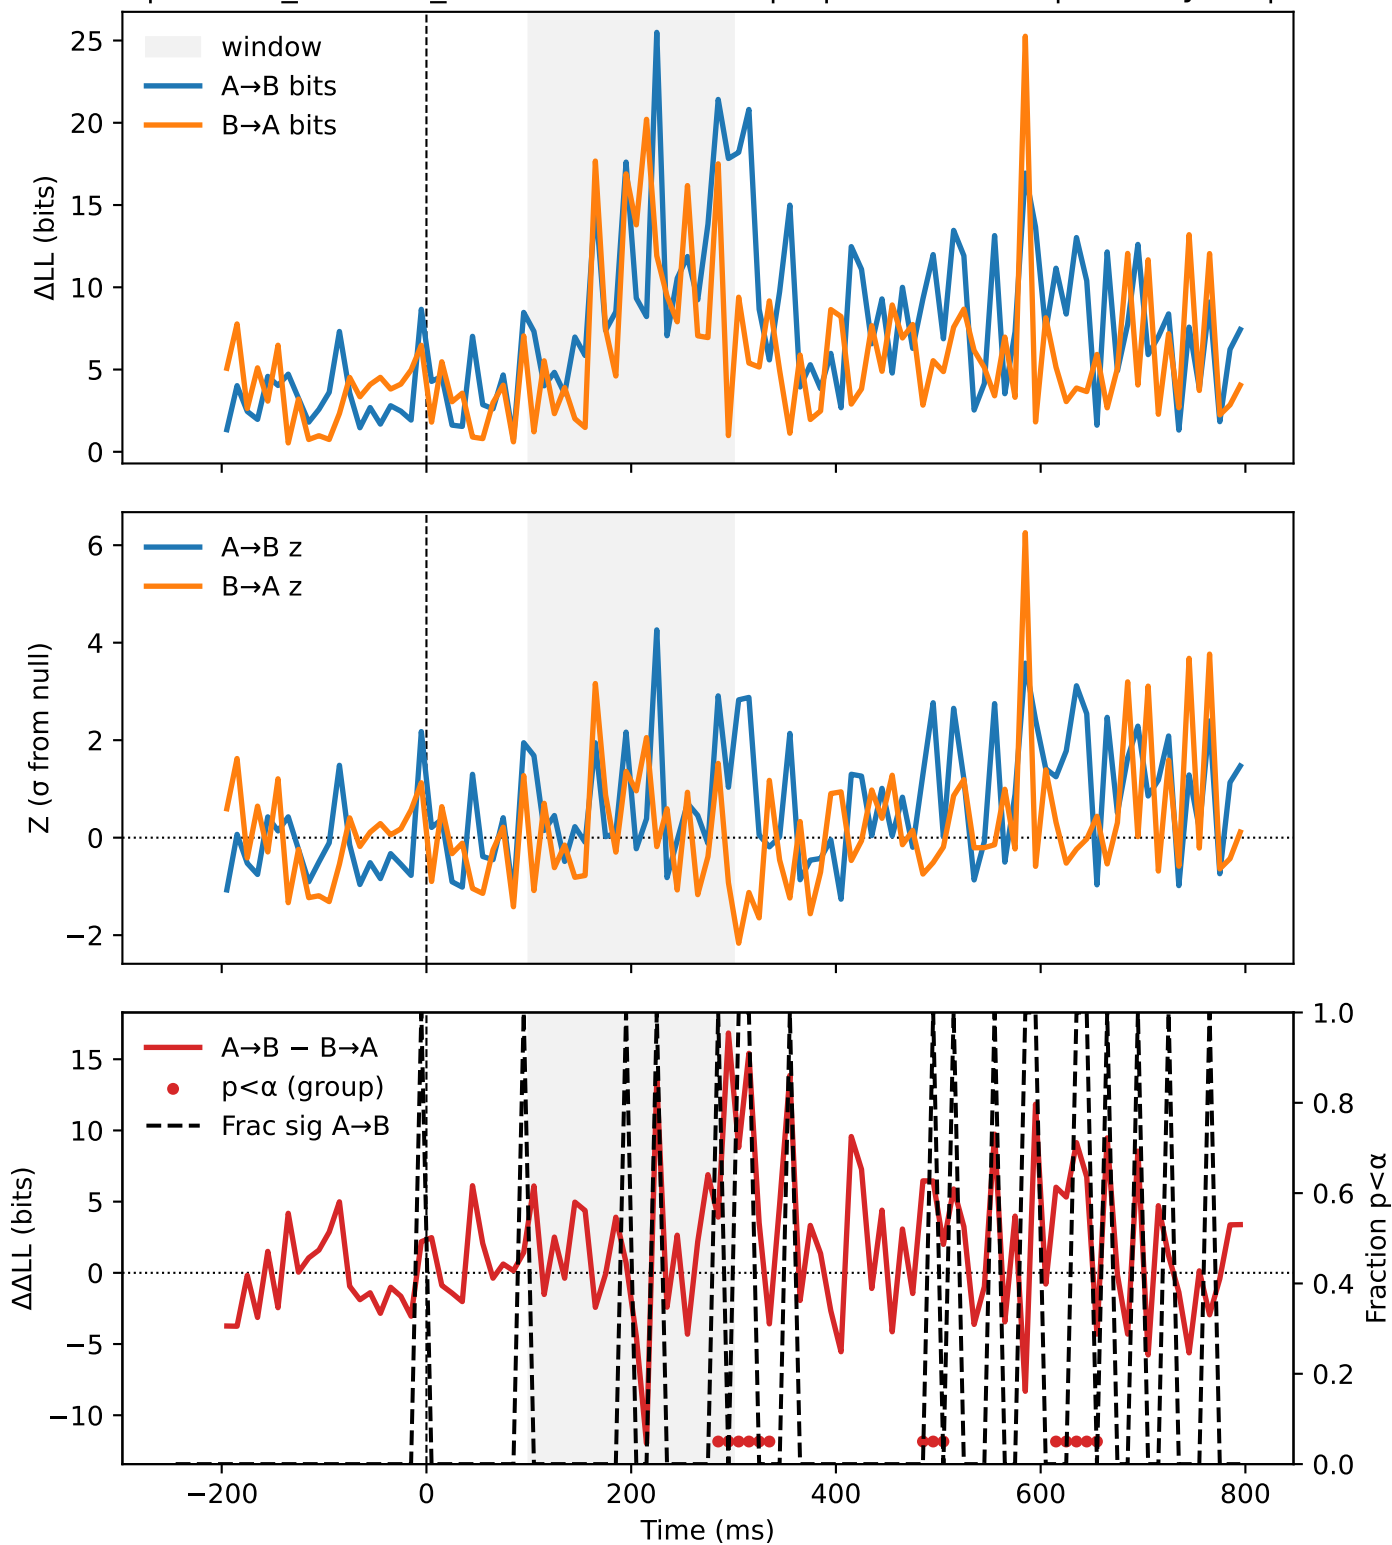 25
20
15
10
5
0
ΔLL (bits)
window
A→B bits
B→A bits
6
4
2
0
−2
Z (σ from null)
A→B z
B→A z
15
10
5
0
−5
−10
ΔΔLL (bits)
A→B − B→A
p<α (group)
Frac sig A→B
1.0
0.8
0.6
0.4
0.2
0.0
Fraction p<α
−200
0
200
400
600
800
Time (ms)